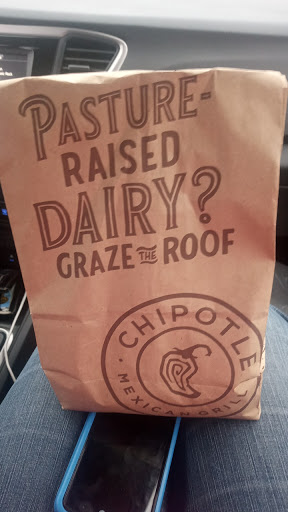 PASTURE-
RAISED
DAIRY?
GRAZE THE ROOF
CHIPOTLE
MEXICAN GRILL